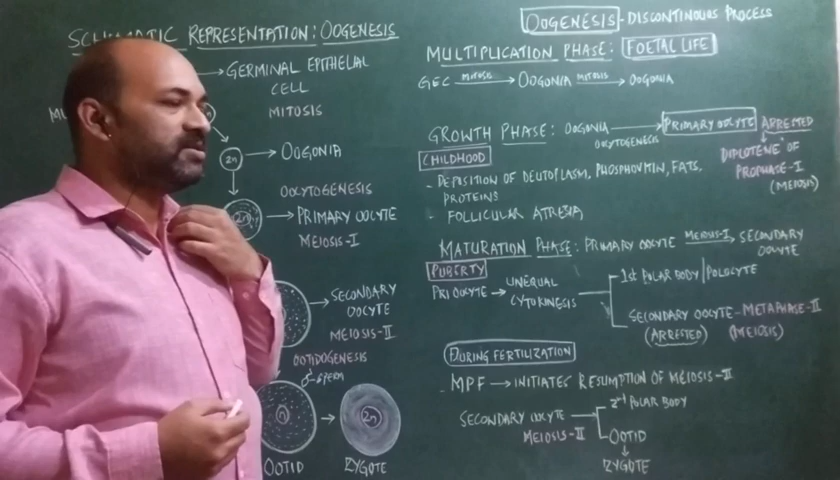 SCHEMATIC REPRESENTATION: OOGENESIS
GERMINAL EPITHELIAL
CELL
MITOSIS
2n
OOGONIA
OOCYTOGENESIS
2n
PRIMARY OOCYTE
MEIOSIS-I
SECONDARY
OOCYTE
MEIOSIS-II
OOTIDOGENESIS
♂ SPERM
n
2n
OOTID
ZYGOTE
OOGENESIS - DISCONTINOUS PROCESS
MULTIPLICATION PHASE: FOETAL LIFE
GEC MITOSIS OOGONIA MITOSIS OOGONIA
GROWTH PHASE: OOGONIA OOCYTOGENESIS PRIMARY OOCYTE ARRESTED
DIPLOTENE OF
PROPHASE-I
(MEIOSIS)
CHILDHOOD
- DEPOSITION OF DEUTOPLASM, PHOSPHOVITIN, FATS,
PROTEINS
- FOLLICULAR ATRESIA
MATURATION PHASE: PRIMARY OOCYTE MEIOSIS-I SECONDARY
OOCYTE
PUBERTY
PRI OOCYTE UNEQUAL
CYTOKINESIS
1st POLAR BODY | POLOCYTE
SECONDARY OOCYTE - METAPHASE-II
(ARRESTED) (MEIOSIS)
DURING FERTILIZATION
- MPF INITIATES RESUMPTION OF MEIOSIS-II
SECONDARY OOCYTE
MEIOSIS-II
2nd POLAR BODY
OOTID
ZYGOTE